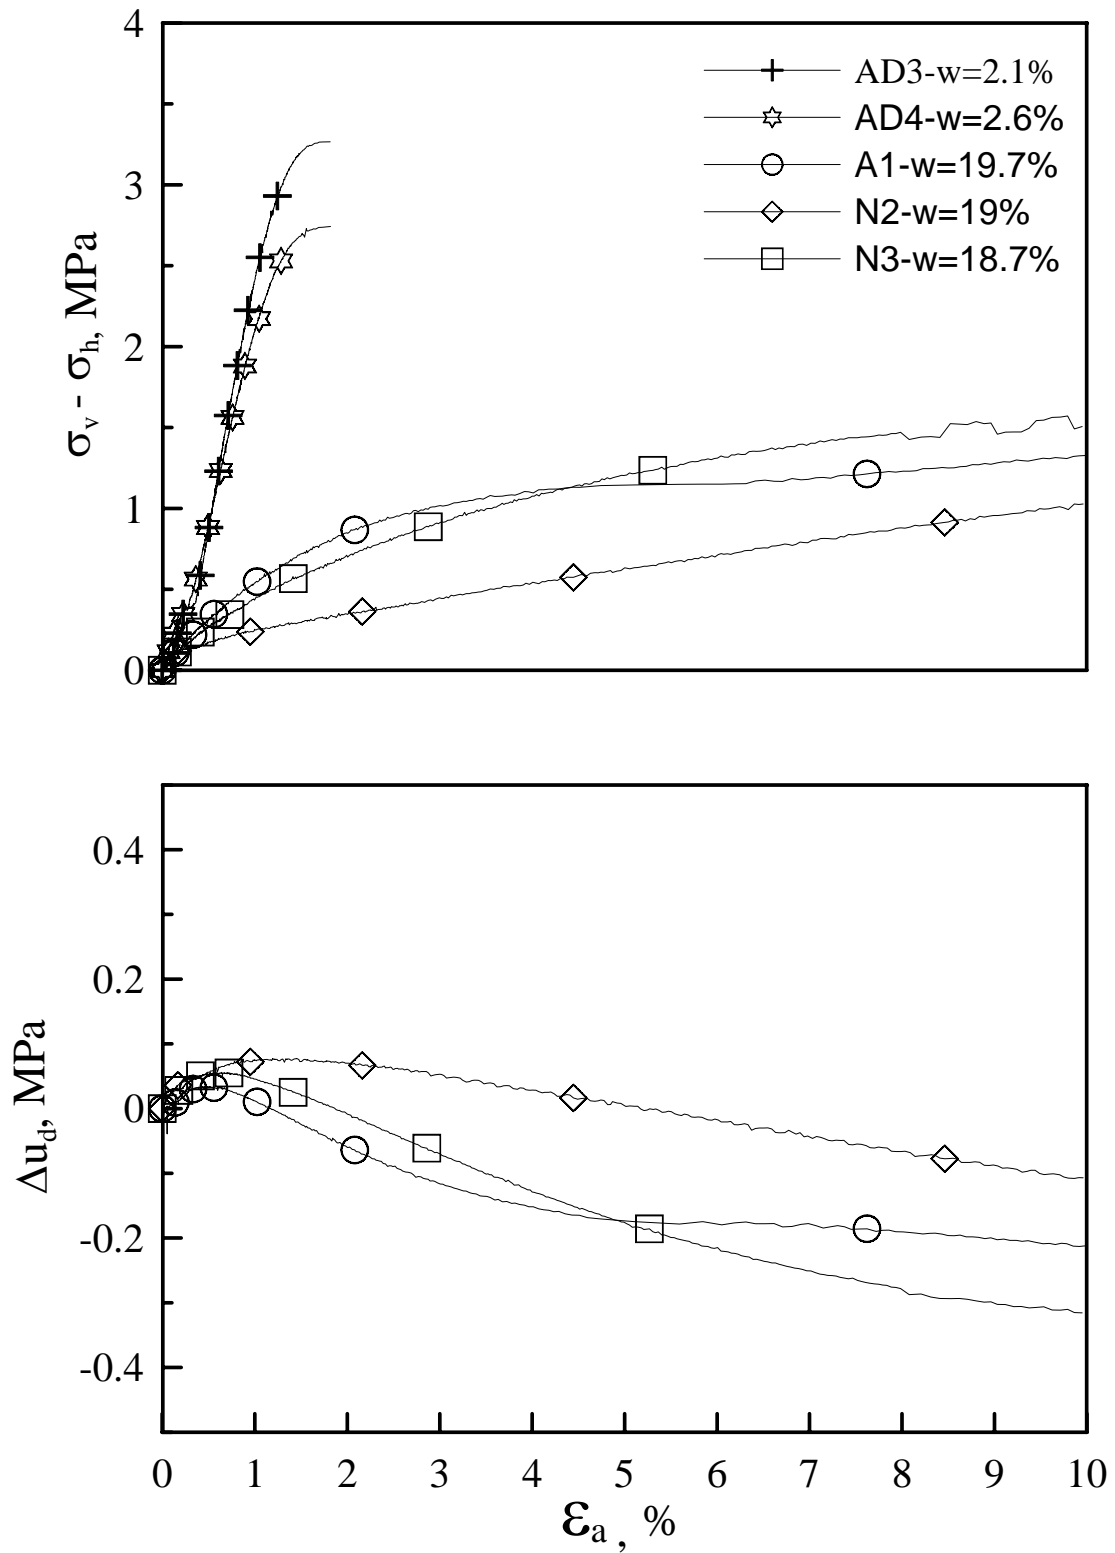 4
3
2
1
0
σv - σh, MPa
AD3-w=2.1%
AD4-w=2.6%
A1-w=19.7%
N2-w=19%
N3-w=18.7%
0.4
0.2
0
-0.2
-0.4
Δud, MPa
0 1 2 3 4 5 6 7 8 9 10
εa , %